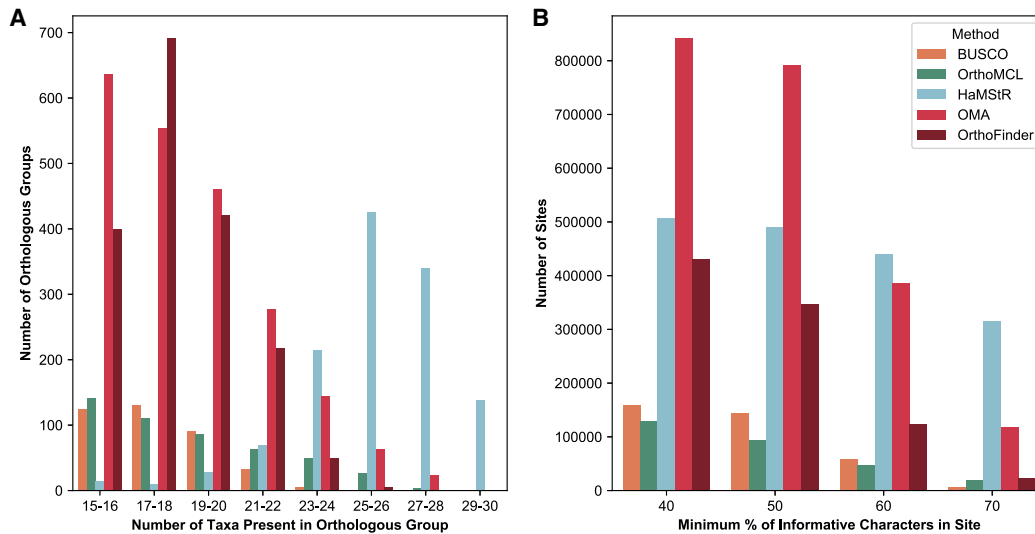 A
700
600
500
400
300
200
100
0
Number of Orthologous Groups
15-16 17-18 19-20 21-22 23-24 25-26 27-28 29-30
Number of Taxa Present in Orthologous Group
B
800000
700000
600000
500000
400000
300000
200000
100000
0
Number of Sites
40 50 60 70
Minimum % of Informative Characters in Site
Method
BUSCO
OrthoMCL
HaMStR
OMA
OrthoFinder